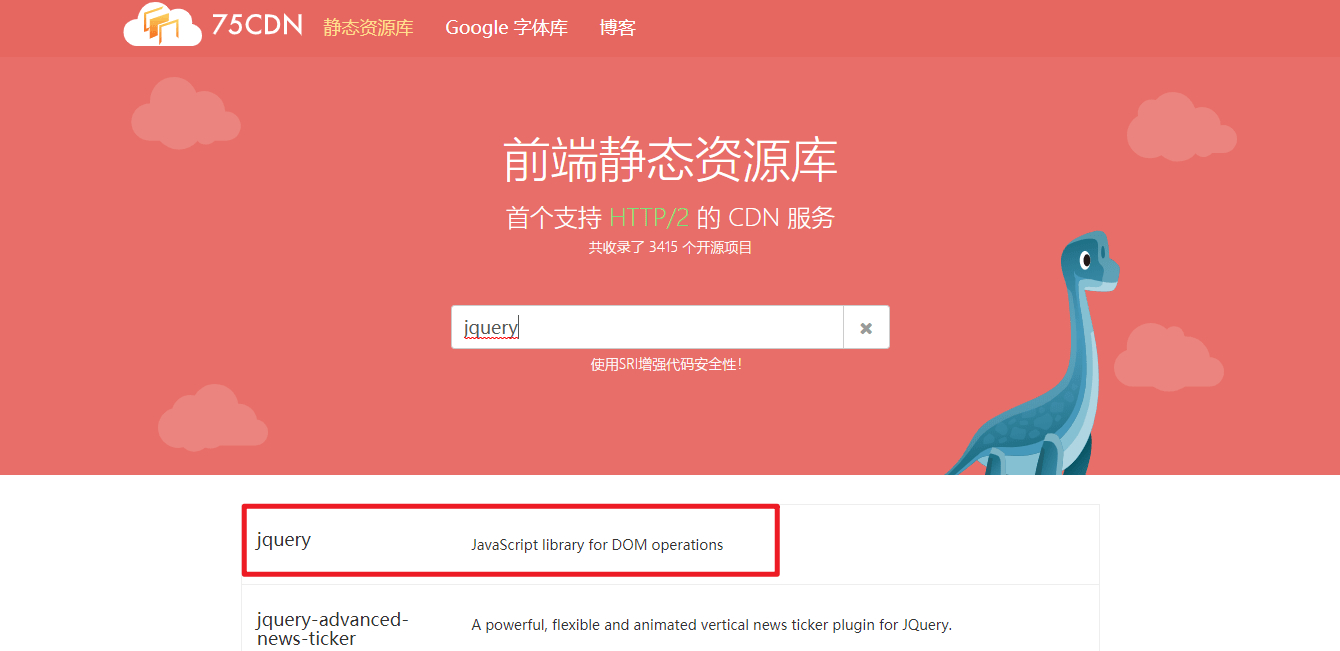 75CDN 静态资源库 Google 字体库 博客
前端静态资源库
首个支持 HTTP/2 的 CDN 服务
共收录了 3415 个开源项目
jquery
使用SRI增强代码安全性!
jquery JavaScript library for DOM operations
jquery-advanced-
news-ticker
A powerful, flexible and animated vertical news ticker plugin for JQuery.